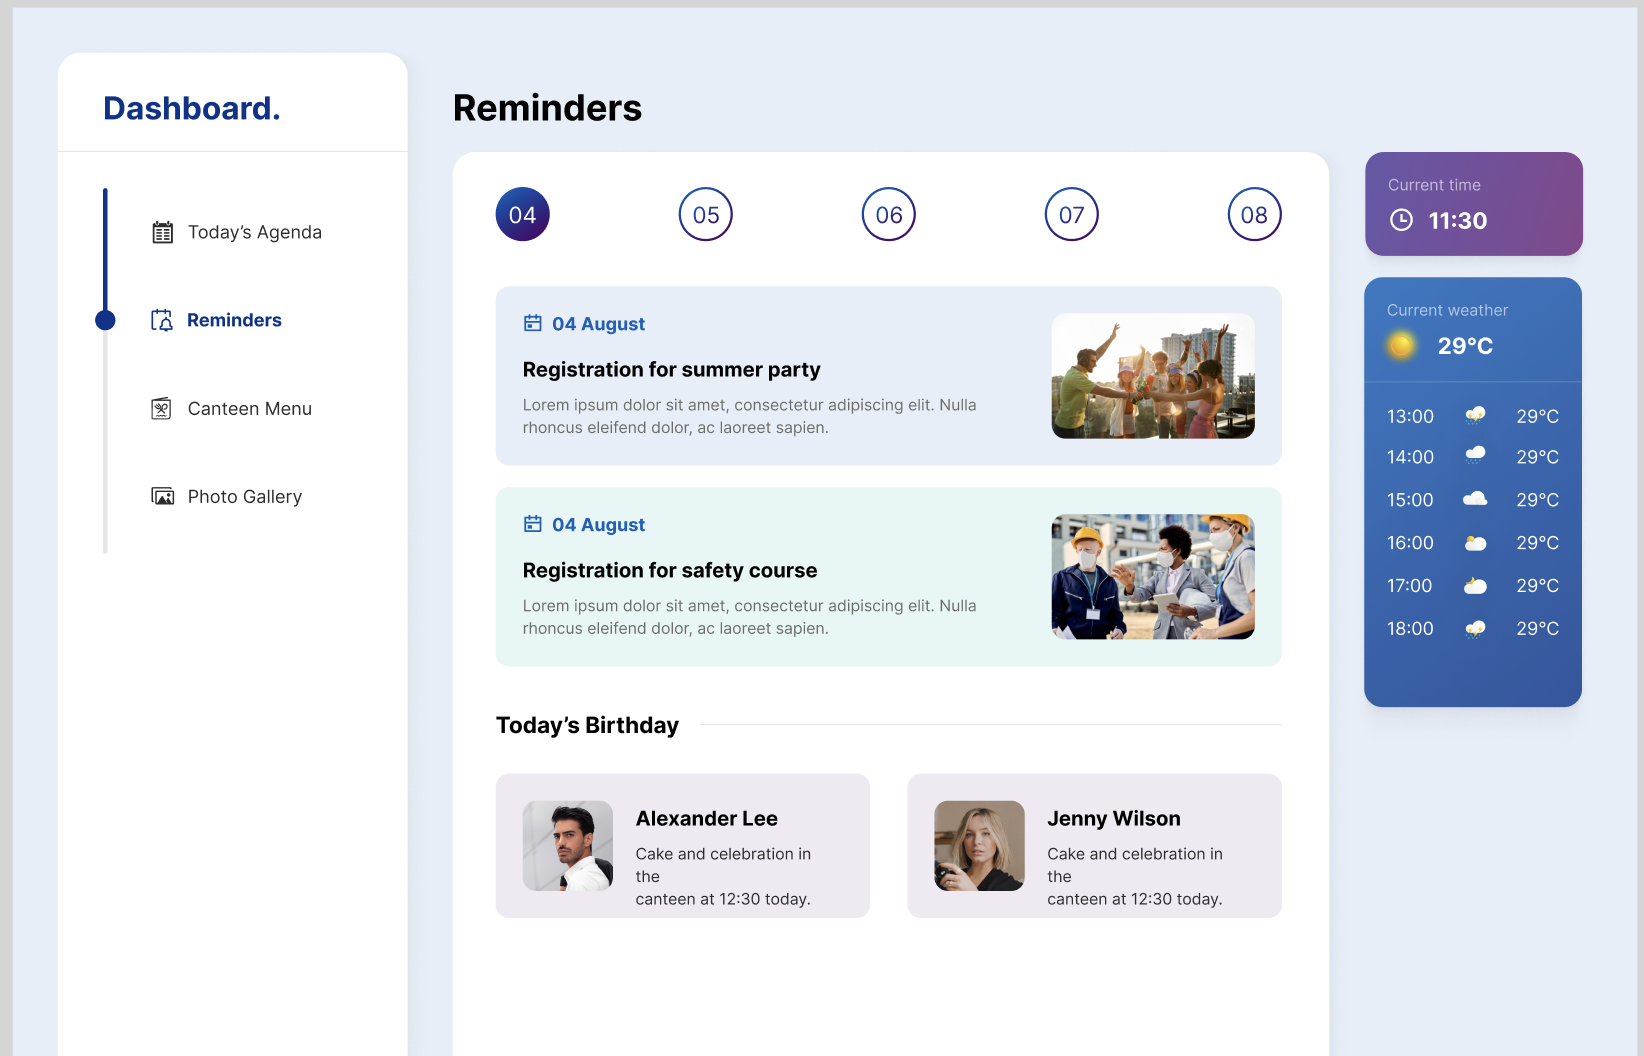 Dashboard.
Today’s Agenda
Reminders
Canteen Menu
Photo Gallery
Reminders
04
05
06
07
08
04 August
Registration for summer party
Lorem ipsum dolor sit amet, consectetur adipiscing elit. Nulla
rhoncus eleifend dolor, ac laoreet sapien.
04 August
Registration for safety course
Lorem ipsum dolor sit amet, consectetur adipiscing elit. Nulla
rhoncus eleifend dolor, ac laoreet sapien.
Today’s Birthday
Alexander Lee
Cake and celebration in
the
canteen at 12:30 today.
Jenny Wilson
Cake and celebration in
the
canteen at 12:30 today.
Current time
11:30
Current weather
29°C
13:00 29°C
14:00 29°C
15:00 29°C
16:00 29°C
17:00 29°C
18:00 29°C